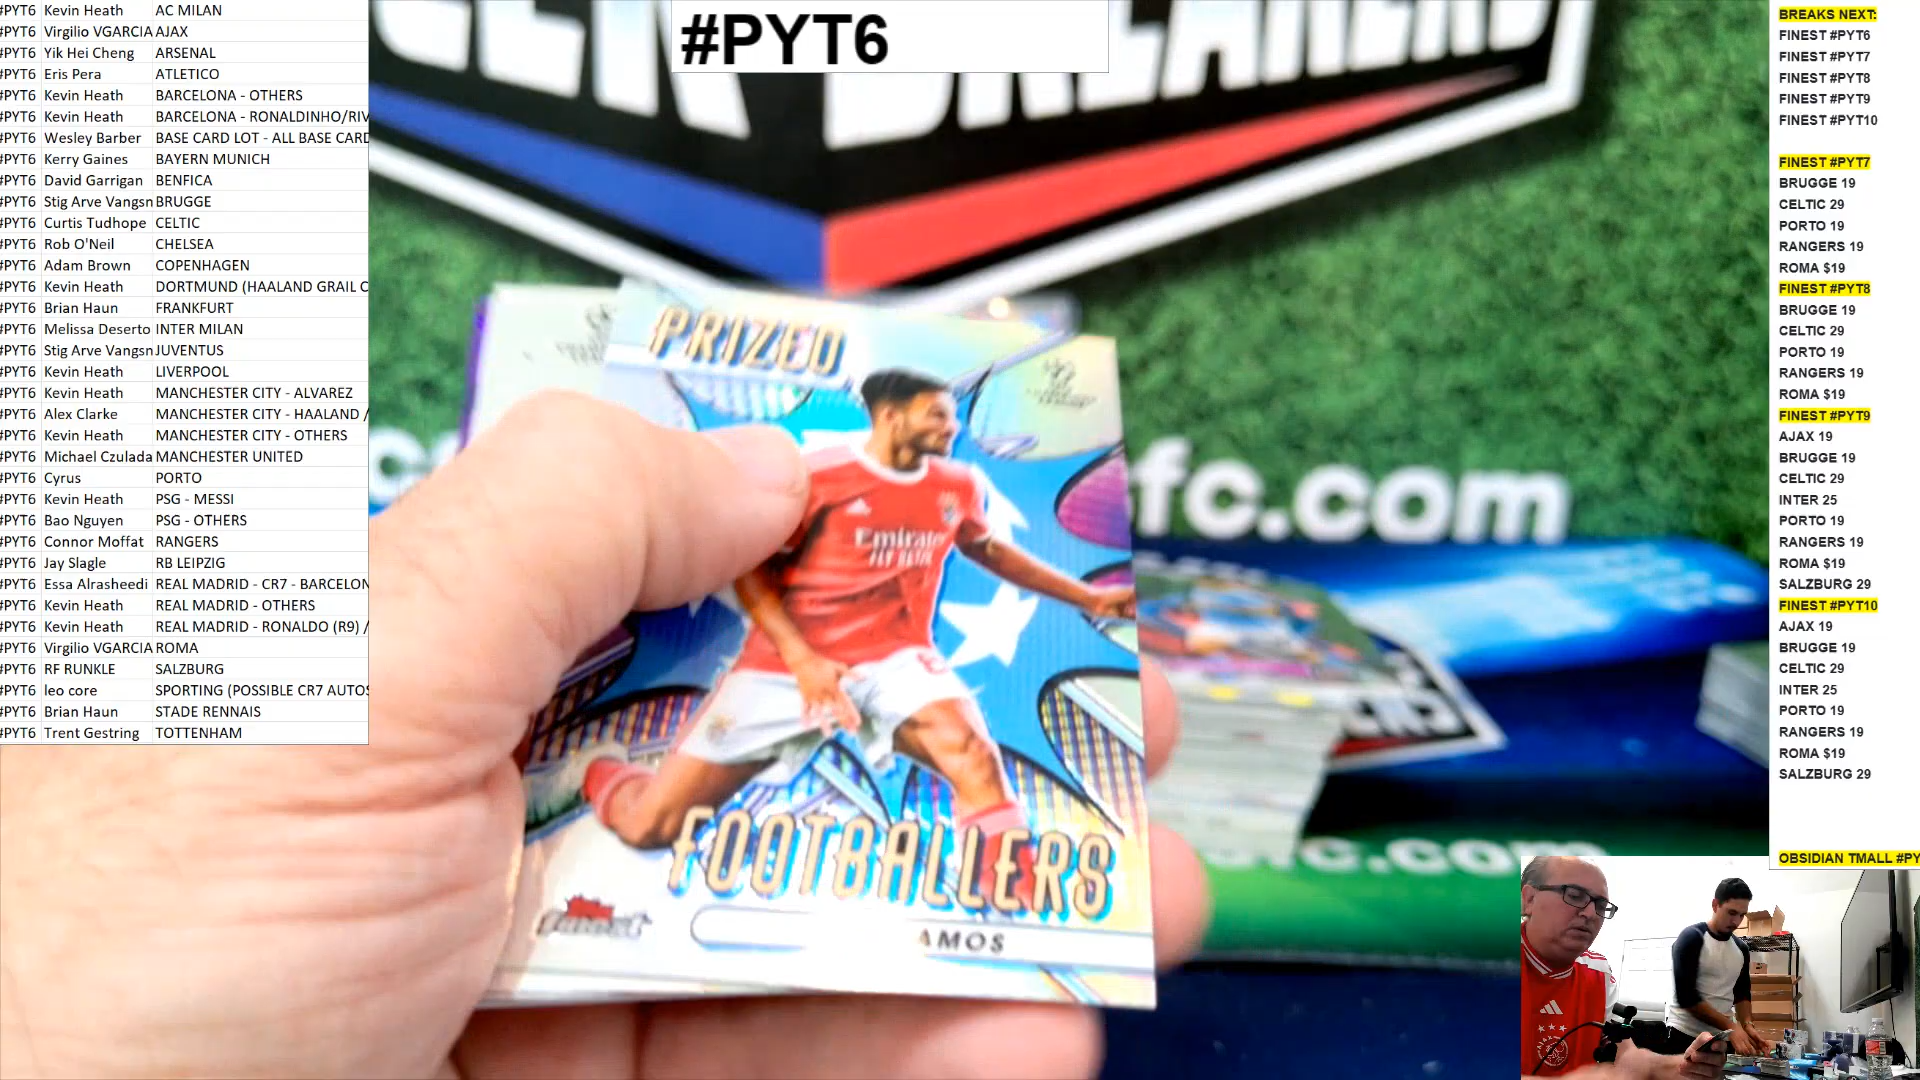 #PYT6 Kevin Heath AC MILAN
#PYT6 Virgilio VGARCIA AJAX
#PYT6 Yik Hei Cheng ARSENAL
#PYT6 Eris Pera ATLETICO
#PYT6 Kevin Heath BARCELONA - OTHERS
#PYT6 Kevin Heath BARCELONA - RONALDINHO/RIV
#PYT6 Wesley Barber BASE CARD LOT - ALL BASE CARD
#PYT6 Kerry Gaines BAYERN MUNICH
#PYT6 David Garrigan BENFICA
#PYT6 Stig Arve Vangsn BRUGGE
#PYT6 Curtis Tudhope CELTIC
#PYT6 Rob O'Neil CHELSEA
#PYT6 Adam Brown COPENHAGEN
#PYT6 Kevin Heath DORTMUND (HAALAND GRAIL C
#PYT6 Brian Haun FRANKFURT
#PYT6 Melissa Deserto INTER MILAN
#PYT6 Stig Arve Vangsn JUVENTUS
#PYT6 Kevin Heath LIVERPOOL
#PYT6 Kevin Heath MANCHESTER CITY - ALVAREZ
#PYT6 Alex Clarke MANCHESTER CITY - HAALAND /
#PYT6 Kevin Heath MANCHESTER CITY - OTHERS
#PYT6 Michael Czulada MANCHESTER UNITED
#PYT6 Cyrus PORTO
#PYT6 Kevin Heath PSG - MESSI
#PYT6 Bao Nguyen PSG - OTHERS
#PYT6 Connor Moffat RANGERS
#PYT6 Jay Slagle RB LEIPZIG
#PYT6 Essa Alrasheedi REAL MADRID - CR7 - BARCELON
#PYT6 Kevin Heath REAL MADRID - OTHERS
#PYT6 Kevin Heath REAL MADRID - RONALDO (R9) /
#PYT6 Virgilio VGARCIA ROMA
#PYT6 RF RUNKLE SALZBURG
#PYT6 leo core SPORTING (POSSIBLE CR7 AUTOS
#PYT6 Brian Haun STADE RENNAIS
#PYT6 Trent Gestring TOTTENHAM
#PYT6
PRIZED
Emirates
FLY BETTER
FOOTBALLERS
Topps
finest
AMOS
fc.com
fc.com
BREAKS NEXT:
FINEST #PYT6
FINEST #PYT7
FINEST #PYT8
FINEST #PYT9
FINEST #PYT10
FINEST #PYT7
BRUGGE 19
CELTIC 29
PORTO 19
RANGERS 19
ROMA $19
FINEST #PYT8
BRUGGE 19
CELTIC 29
PORTO 19
RANGERS 19
ROMA $19
FINEST #PYT9
AJAX 19
BRUGGE 19
CELTIC 29
INTER 25
PORTO 19
RANGERS 19
ROMA $19
SALZBURG 29
FINEST #PYT10
AJAX 19
BRUGGE 19
CELTIC 29
INTER 25
PORTO 19
RANGERS 19
ROMA $19
SALZBURG 29
OBSIDIAN TMALL #PY